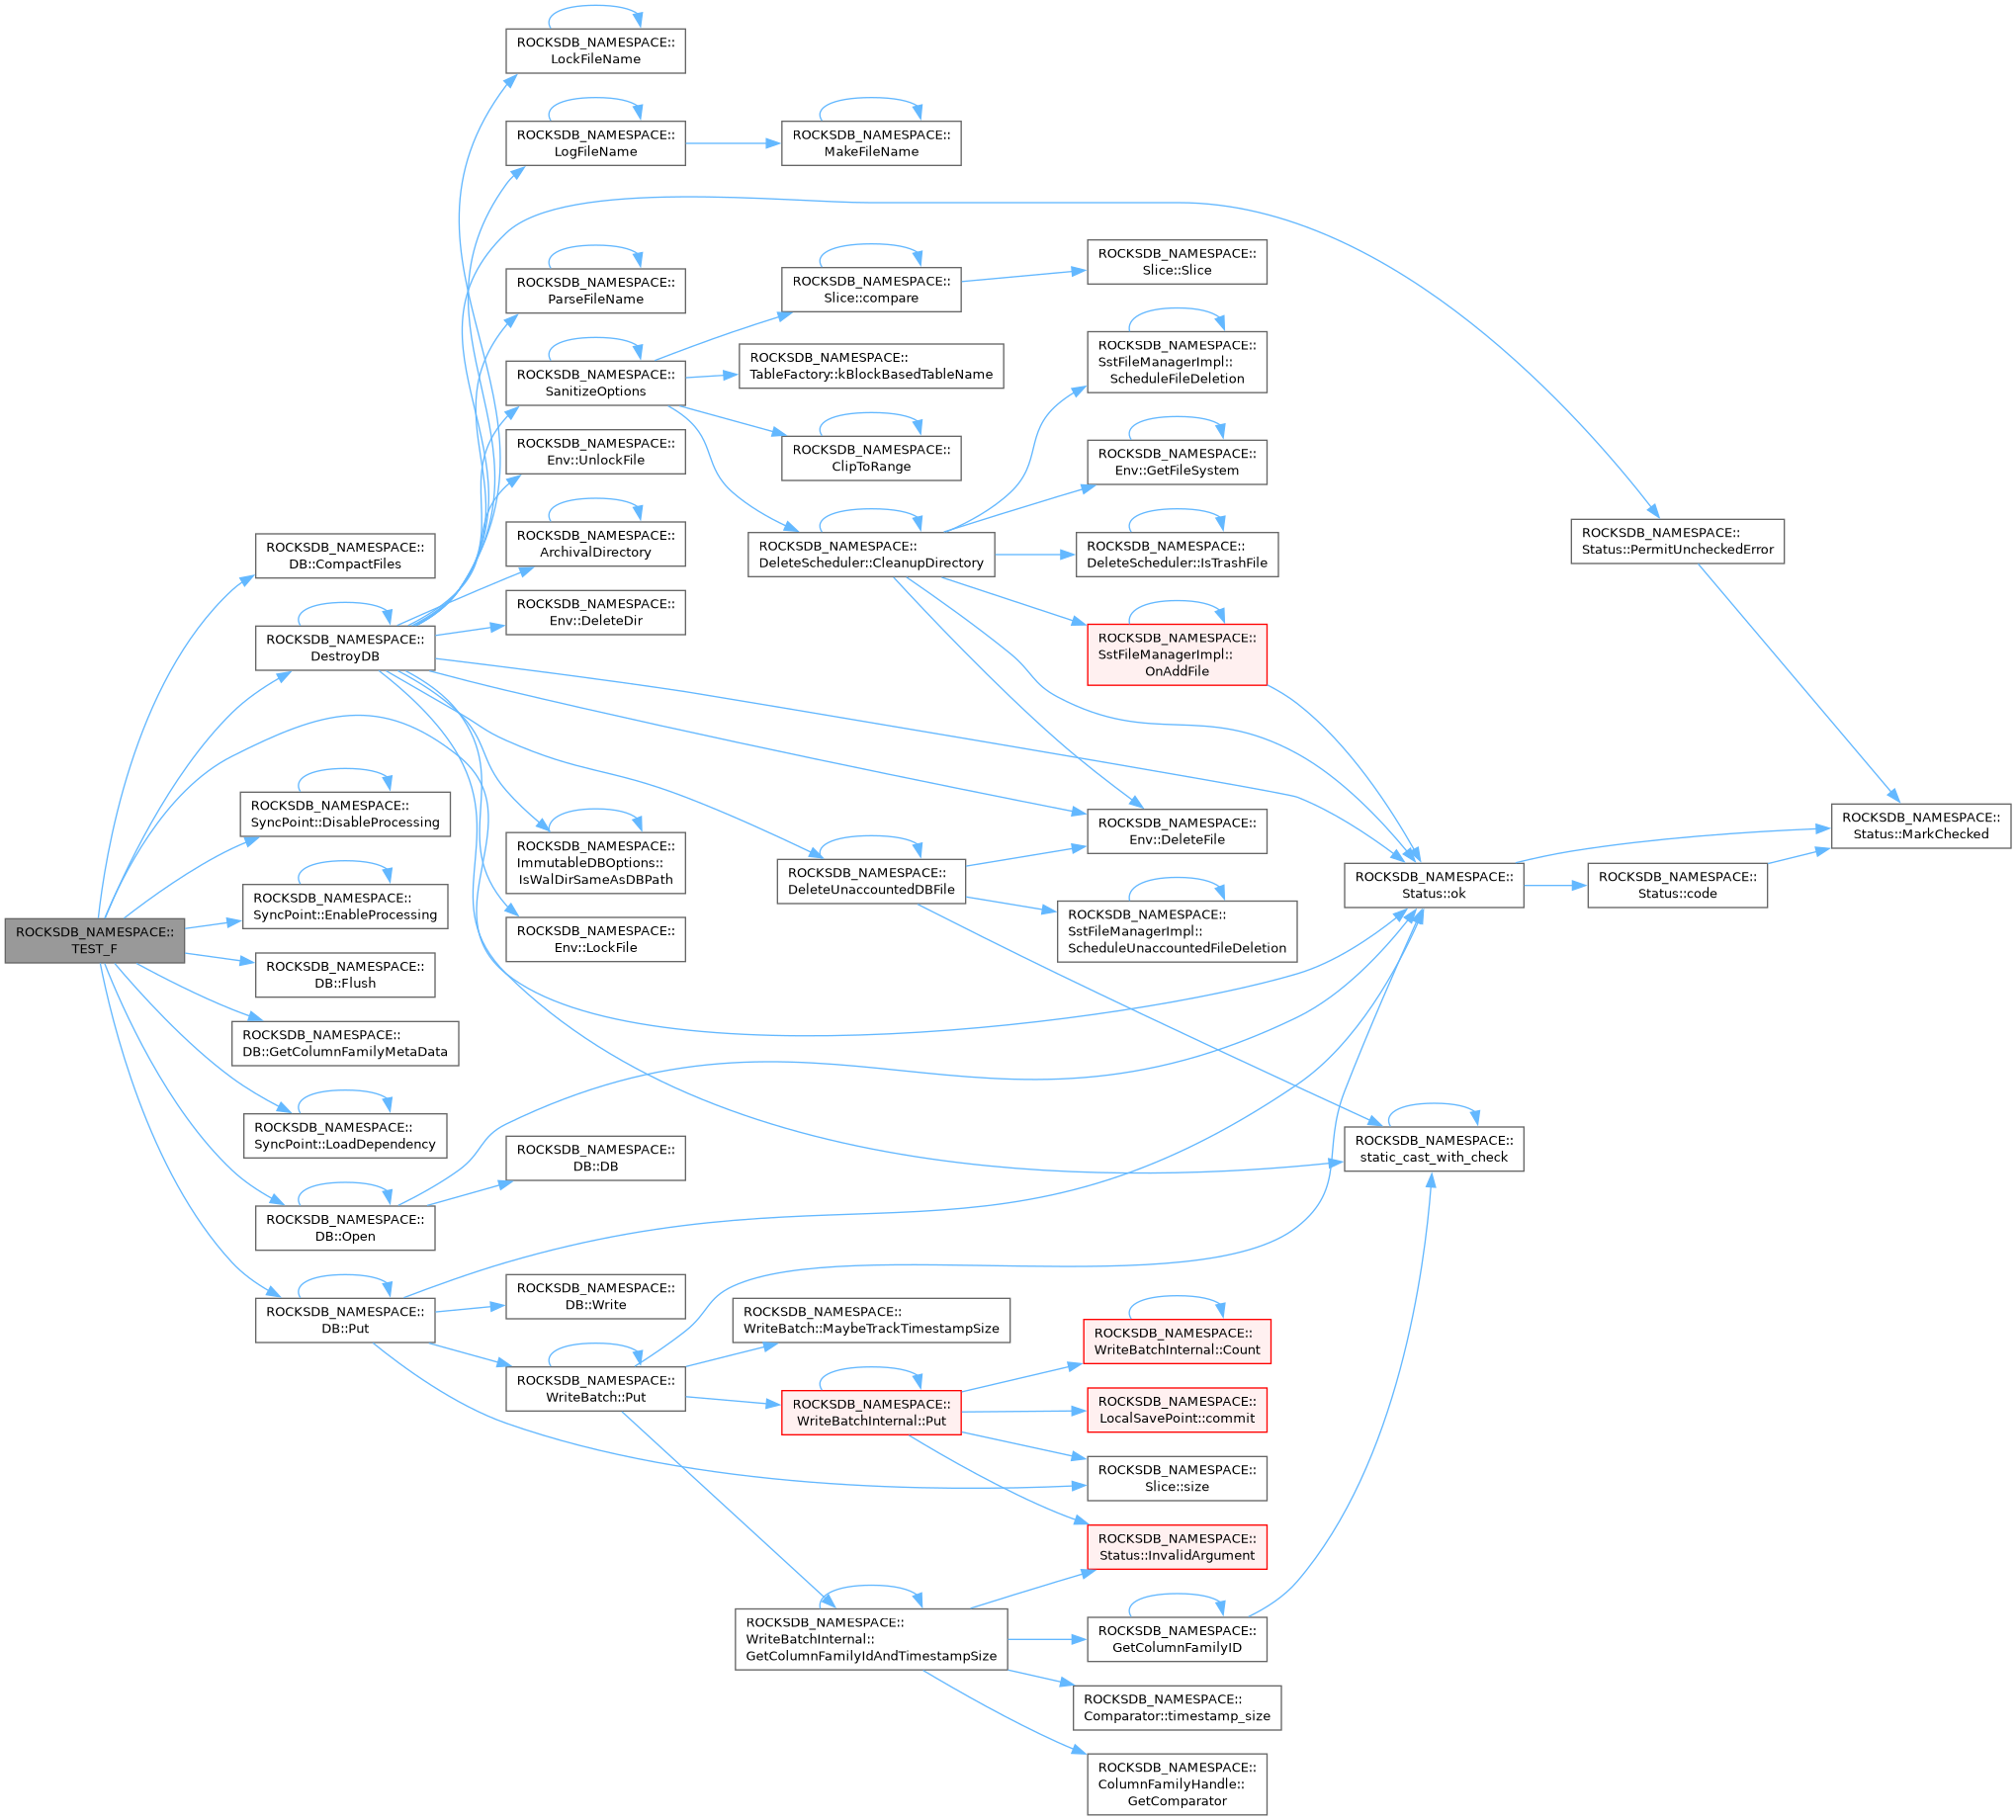 ROCKSDB_NAMESPACE::
TEST_F
ROCKSDB_NAMESPACE::
DB::CompactFiles
ROCKSDB_NAMESPACE::
DestroyDB
ROCKSDB_NAMESPACE::
SyncPoint::DisableProcessing
ROCKSDB_NAMESPACE::
SyncPoint::EnableProcessing
ROCKSDB_NAMESPACE::
DB::Flush
ROCKSDB_NAMESPACE::
DB::GetColumnFamilyMetaData
ROCKSDB_NAMESPACE::
SyncPoint::LoadDependency
ROCKSDB_NAMESPACE::
DB::Open
ROCKSDB_NAMESPACE::
DB::Put
ROCKSDB_NAMESPACE::
LockFileName
ROCKSDB_NAMESPACE::
LogFileName
ROCKSDB_NAMESPACE::
ParseFileName
ROCKSDB_NAMESPACE::
SanitizeOptions
ROCKSDB_NAMESPACE::
Env::UnlockFile
ROCKSDB_NAMESPACE::
ArchivalDirectory
ROCKSDB_NAMESPACE::
Env::DeleteDir
ROCKSDB_NAMESPACE::
ImmutableDBOptions::
IsWalDirSameAsDBPath
ROCKSDB_NAMESPACE::
Env::LockFile
ROCKSDB_NAMESPACE::
DB::DB
ROCKSDB_NAMESPACE::
DB::Write
ROCKSDB_NAMESPACE::
WriteBatch::Put
ROCKSDB_NAMESPACE::
MakeFileName
ROCKSDB_NAMESPACE::
Slice::compare
ROCKSDB_NAMESPACE::
TableFactory::kBlockBasedTableName
ROCKSDB_NAMESPACE::
ClipToRange
ROCKSDB_NAMESPACE::
DeleteScheduler::CleanupDirectory
ROCKSDB_NAMESPACE::
DeleteUnaccountedDBFile
ROCKSDB_NAMESPACE::
WriteBatch::MaybeTrackTimestampSize
ROCKSDB_NAMESPACE::
WriteBatchInternal::Put
ROCKSDB_NAMESPACE::
WriteBatchInternal::
GetColumnFamilyIdAndTimestampSize
ROCKSDB_NAMESPACE::
Slice::Slice
ROCKSDB_NAMESPACE::
SstFileManagerImpl::
ScheduleFileDeletion
ROCKSDB_NAMESPACE::
Env::GetFileSystem
ROCKSDB_NAMESPACE::
DeleteScheduler::IsTrashFile
ROCKSDB_NAMESPACE::
SstFileManagerImpl::
OnAddFile
ROCKSDB_NAMESPACE::
Env::DeleteFile
ROCKSDB_NAMESPACE::
SstFileManagerImpl::
ScheduleUnaccountedFileDeletion
ROCKSDB_NAMESPACE::
WriteBatchInternal::Count
ROCKSDB_NAMESPACE::
LocalSavePoint::commit
ROCKSDB_NAMESPACE::
Slice::size
ROCKSDB_NAMESPACE::
Status::InvalidArgument
ROCKSDB_NAMESPACE::
GetColumnFamilyID
ROCKSDB_NAMESPACE::
Comparator::timestamp_size
ROCKSDB_NAMESPACE::
ColumnFamilyHandle::
GetComparator
ROCKSDB_NAMESPACE::
Status::ok
ROCKSDB_NAMESPACE::
static_cast_with_check
ROCKSDB_NAMESPACE::
Status::PermitUncheckedError
ROCKSDB_NAMESPACE::
Status::code
ROCKSDB_NAMESPACE::
Status::MarkChecked